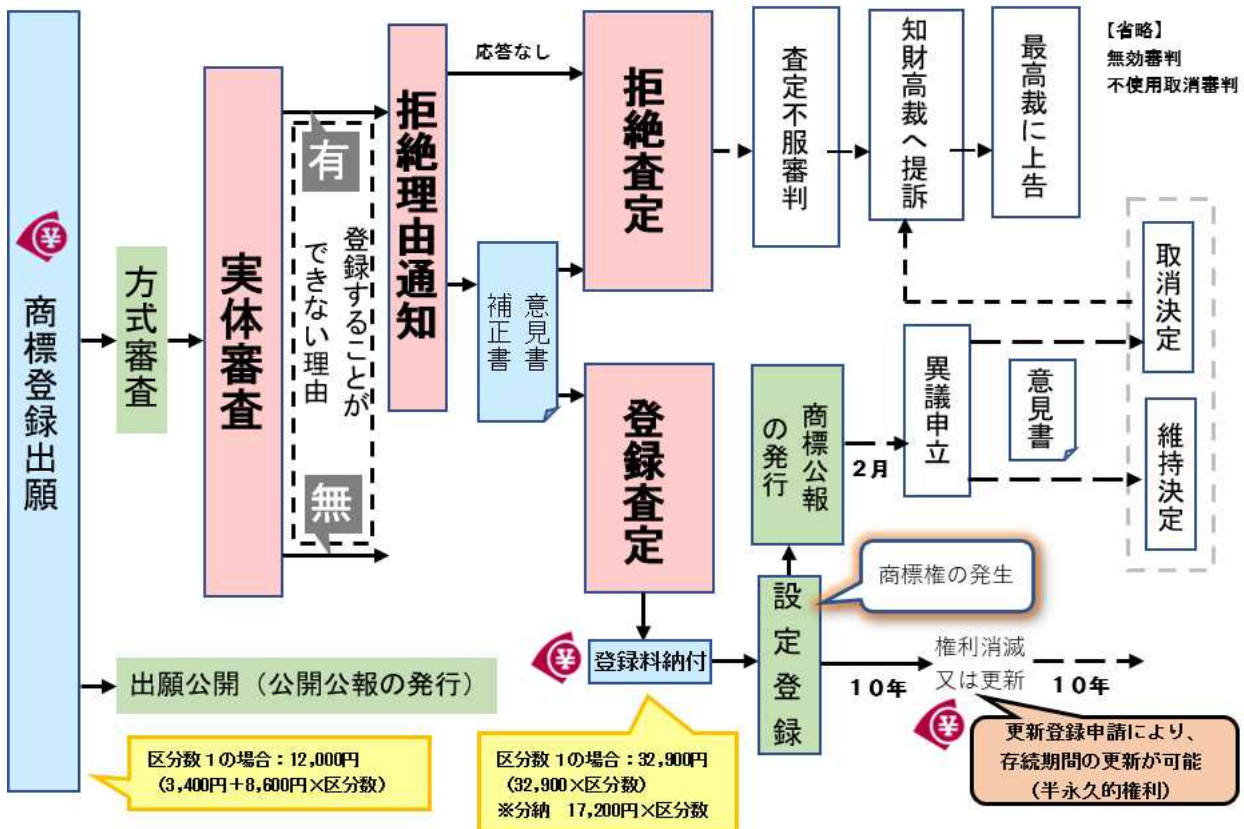 商標登録出願
方式審査
実体審査
有
登録することが
できない理由
無
拒絶理由通知
応答なし
意見書
補正書
拒絶査定
登録査定
査定不服審判
知財高裁へ提訴
最高裁に上告
【省略】
無効審判
不使用取消審判
商標公報
の発行
2月
異議申立
意見書
取消決定
維持決定
商標権の発生
設定登録
¥
登録料納付
¥
10年
権利消滅
又は更新
10年
¥
更新登録申請により、
存続期間の更新が可能
(半永久的権利)
出願公開(公開公報の発行)
区分数1の場合:12,000円
(3,400円+8,600円×区分数)
区分数1の場合:32,900円
(32,900×区分数)
※分納 17,200円×区分数